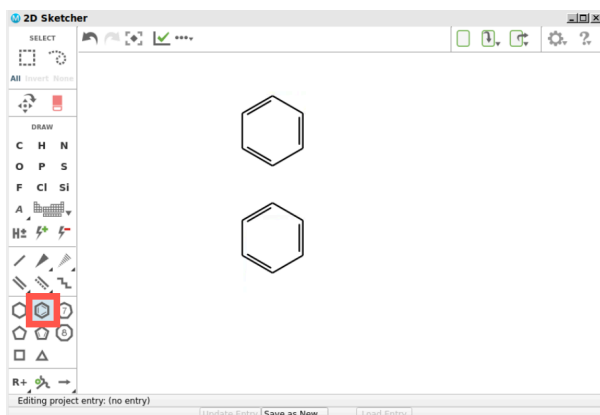 2D Sketcher
SELECT
All Invert None
DRAW
C H N
O P S
F Cl Si
A
H±
7
8
R+
Editing project entry: (no entry)
Update Entry Save as New... Load Entry